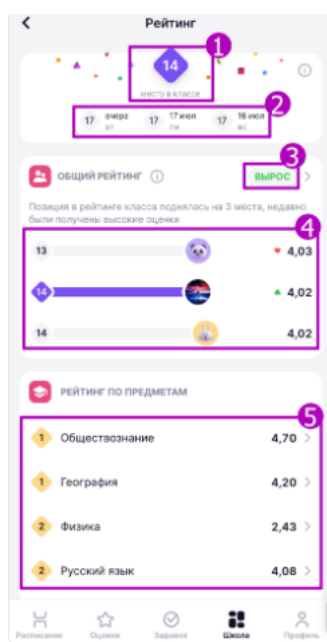 Рейтинг
1
14
место в классе
2
17 вчера вт 17 17 июл пн 17 16 июл вс
3
ОБЩИЙ РЕЙТИНГ ВЫРОС
Позиция в рейтинге класса поднялась на 3 места, недавно
были получены высокие оценки
4
13 4,03
14 4,02
14 4,02
РЕЙТИНГ ПО ПРЕДМЕТАМ
5
1 Обществознание 4,70
1 География 4,20
2 Физика 2,43
2 Русский язык 4,08
Расписание Оценки Задания Школа Профиль